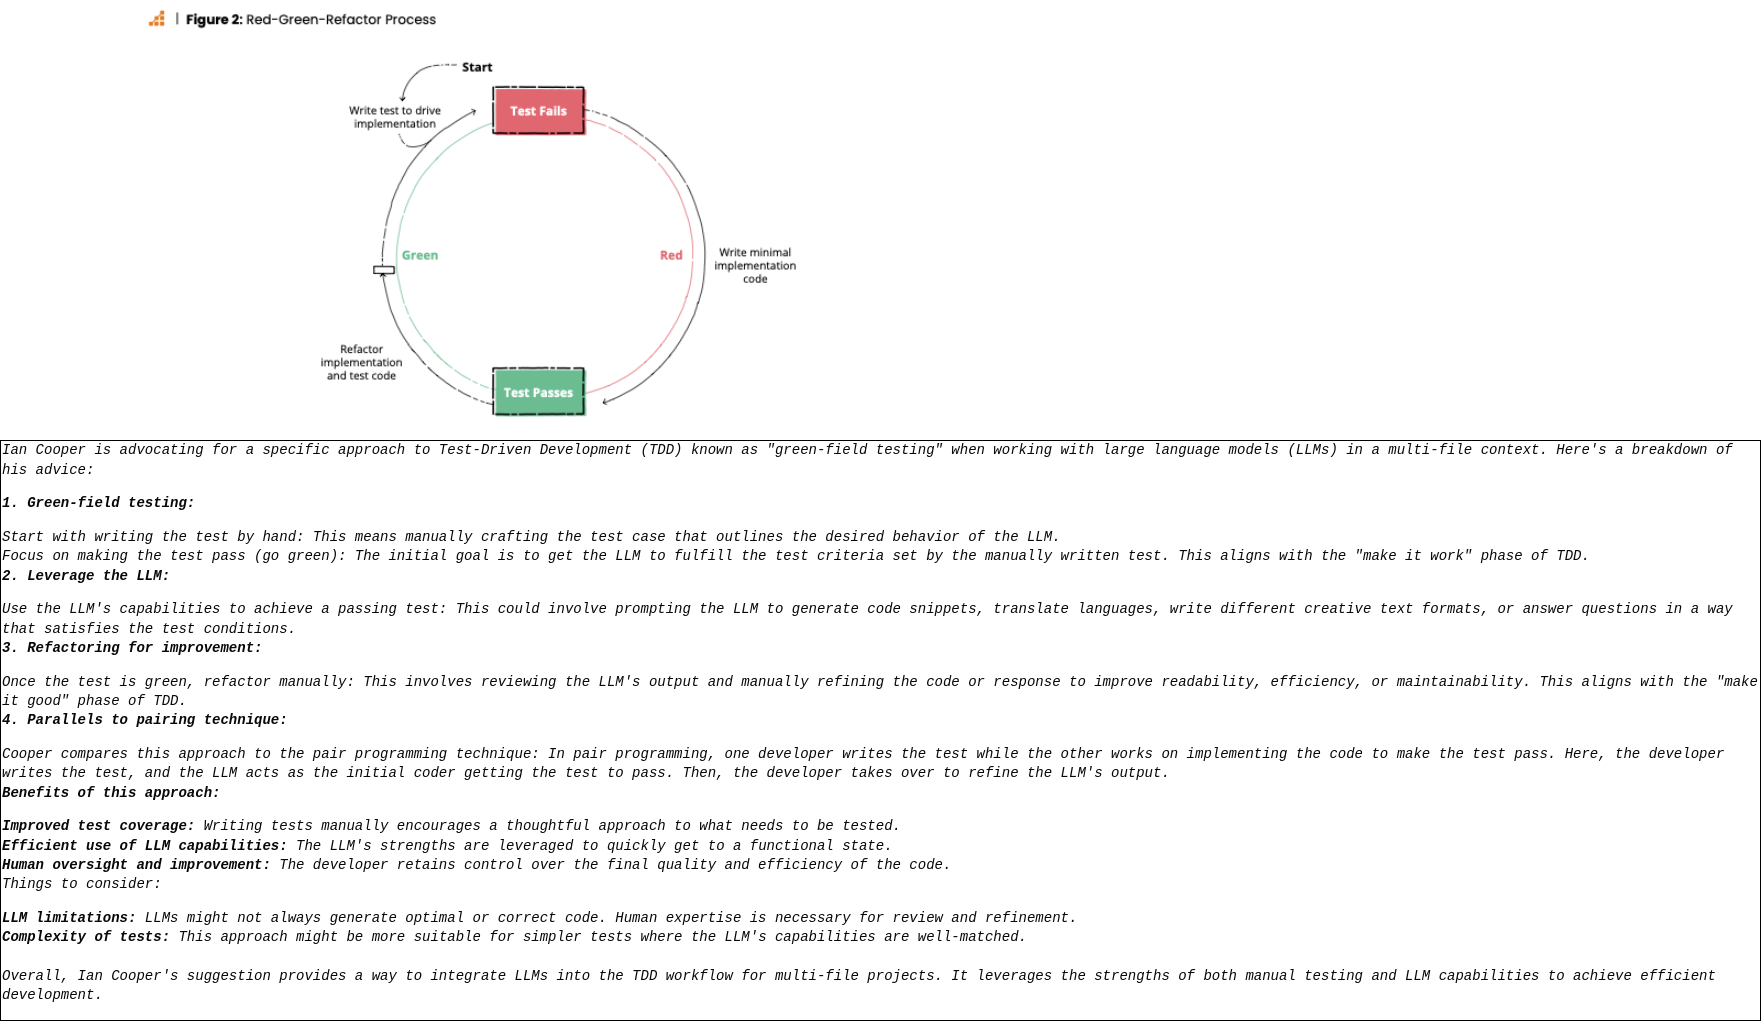 Figure 2: Red-Green-Refactor Process
Start
Test Fails
Write test to drive
implementation
Green
Red
Write minimal
implementation
code
Refactor
implementation
and test code
Test Passes
Ian Cooper is advocating for a specific approach to Test-Driven Development (TDD) known as "green-field testing" when working with large language models (LLMs) in a multi-file context. Here's a breakdown of
his advice:
1. Green-field testing:
Start with writing the test by hand: This means manually crafting the test case that outlines the desired behavior of the LLM.
Focus on making the test pass (go green): The initial goal is to get the LLM to fulfill the test criteria set by the manually written test. This aligns with the "make it work" phase of TDD.
2. Leverage the LLM:
Use the LLM's capabilities to achieve a passing test: This could involve prompting the LLM to generate code snippets, translate languages, write different creative text formats, or answer questions in a way
that satisfies the test conditions.
3. Refactoring for improvement:
Once the test is green, refactor manually: This involves reviewing the LLM's output and manually refining the code or response to improve readability, efficiency, or maintainability. This aligns with the "make
it good" phase of TDD.
4. Parallels to pairing technique:
Cooper compares this approach to the pair programming technique: In pair programming, one developer writes the test while the other works on implementing the code to make the test pass. Here, the developer
writes the test, and the LLM acts as the initial coder getting the test to pass. Then, the developer takes over to refine the LLM's output.
Benefits of this approach:
Improved test coverage: Writing tests manually encourages a thoughtful approach to what needs to be tested.
Efficient use of LLM capabilities: The LLM's strengths are leveraged to quickly get to a functional state.
Human oversight and improvement: The developer retains control over the final quality and efficiency of the code.
Things to consider:
LLM limitations: LLMs might not always generate optimal or correct code. Human expertise is necessary for review and refinement.
Complexity of tests: This approach might be more suitable for simpler tests where the LLM's capabilities are well-matched.
Overall, Ian Cooper's suggestion provides a way to integrate LLMs into the TDD workflow for multi-file projects. It leverages the strengths of both manual testing and LLM capabilities to achieve efficient
development.